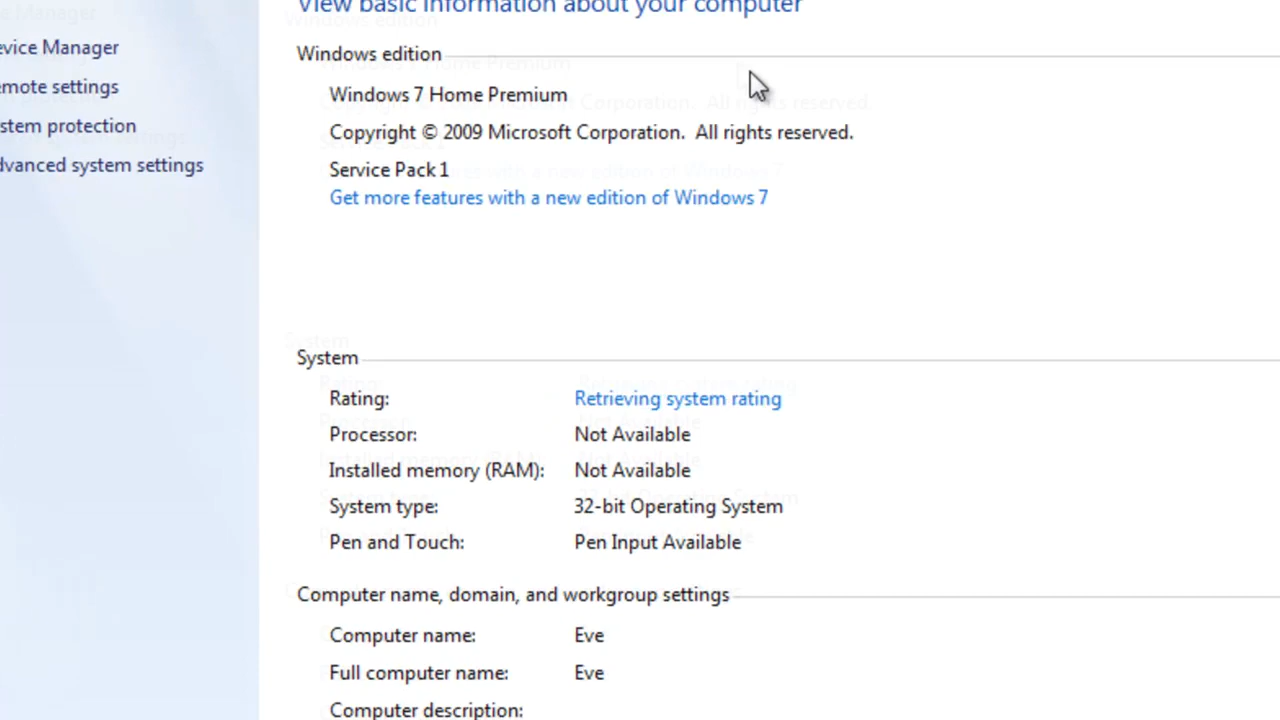 View basic information about your computer
evice Manager
emote settings
stem protection
dvanced system settings
Windows edition
Windows 7 Home Premium
Copyright © 2009 Microsoft Corporation.  All rights reserved.
Service Pack 1
Get more features with a new edition of Windows 7
System
Rating: Retrieving system rating
Processor: Not Available
Installed memory (RAM): Not Available
System type: 32-bit Operating System
Pen and Touch: Pen Input Available
Computer name, domain, and workgroup settings
Computer name: Eve
Full computer name: Eve
Computer description: